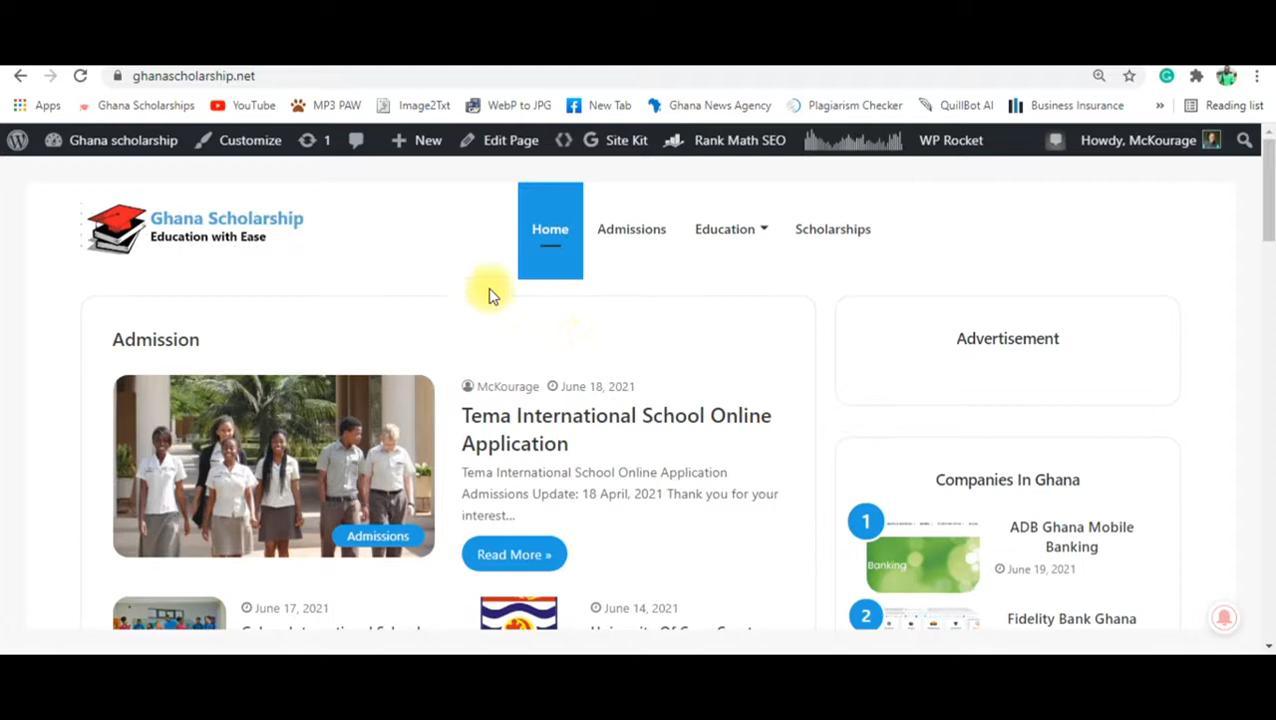 ghanascholarship.net
Apps Ghana Scholarships YouTube MP3 PAW Image2Txt WebP to JPG New Tab Ghana News Agency Plagiarism Checker QuillBot AI Business Insurance » Reading list
Ghana scholarship Customize 1 New Edit Page Site Kit Rank Math SEO WP Rocket Howdy, McKourage
Ghana Scholarship
Education with Ease
Home Admissions Education Scholarships
Admission
Admissions
McKourage June 18, 2021
Tema International School Online
Application
Tema International School Online Application
Admissions Update: 18 April, 2021 Thank you for your
interest...
Read More »
June 17, 2021
June 14, 2021
Advertisement
Companies In Ghana
1
Banking
ADB Ghana Mobile
Banking
June 19, 2021
2
Fidelity Bank Ghana